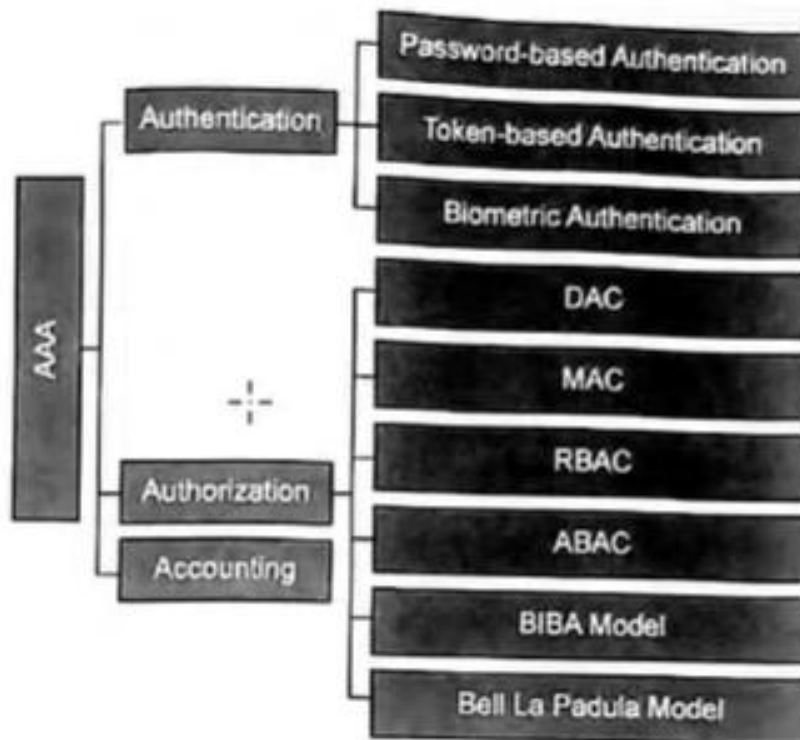 AAA
Authentication
Password-based Authentication
Token-based Authentication
Biometric Authentication
Authorization
DAC
MAC
RBAC
ABAC
BIBA Model
Bell La Padula Model
Accounting